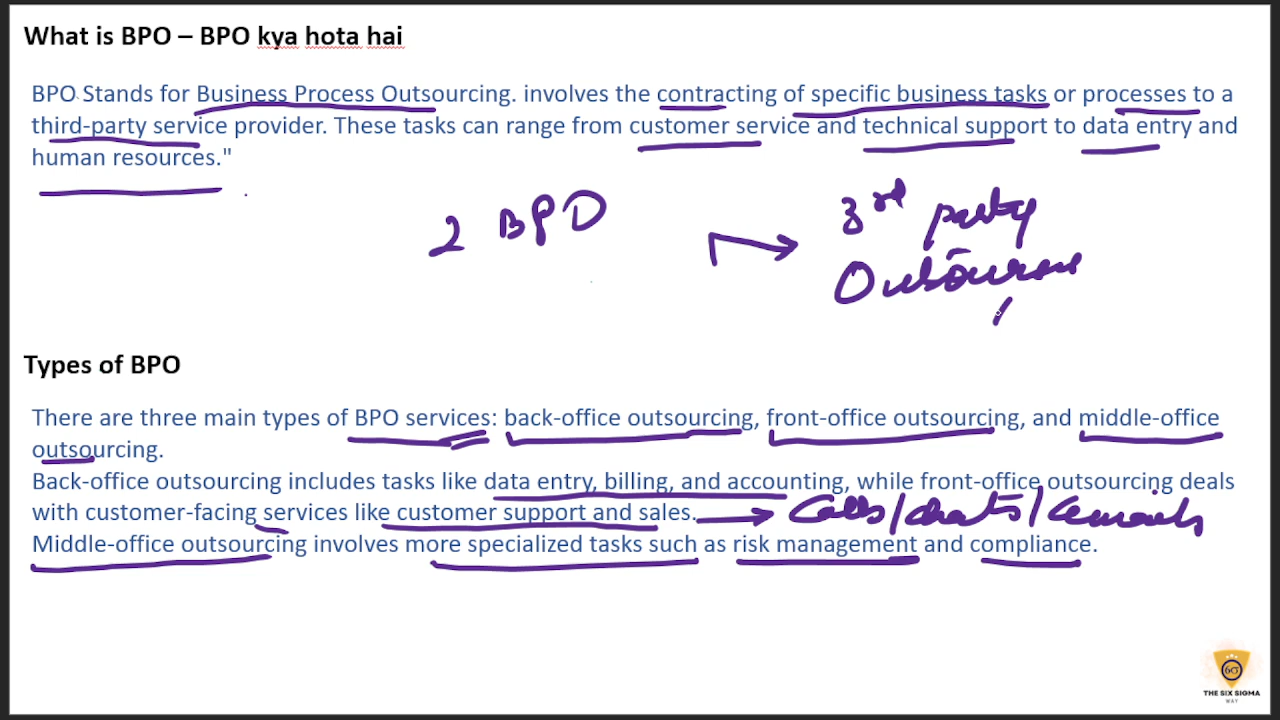 What is BPO – BPO kya hota hai
BPO Stands for Business Process Outsourcing. involves the contracting of specific business tasks or processes to a
third-party service provider. These tasks can range from customer service and technical support to data entry and
human resources."
2 BPO
3rd party
Types of BPO
There are three main types of BPO services: back-office outsourcing, front-office outsourcing, and middle-office
outsourcing.
Back-office outsourcing includes tasks like data entry, billing, and accounting, while front-office outsourcing deals
with customer-facing services like customer support and sales. Calls/chats/
Middle-office outsourcing involves more specialized tasks such as risk management and compliance.
6σ
THE SIX SIGMA
WAY